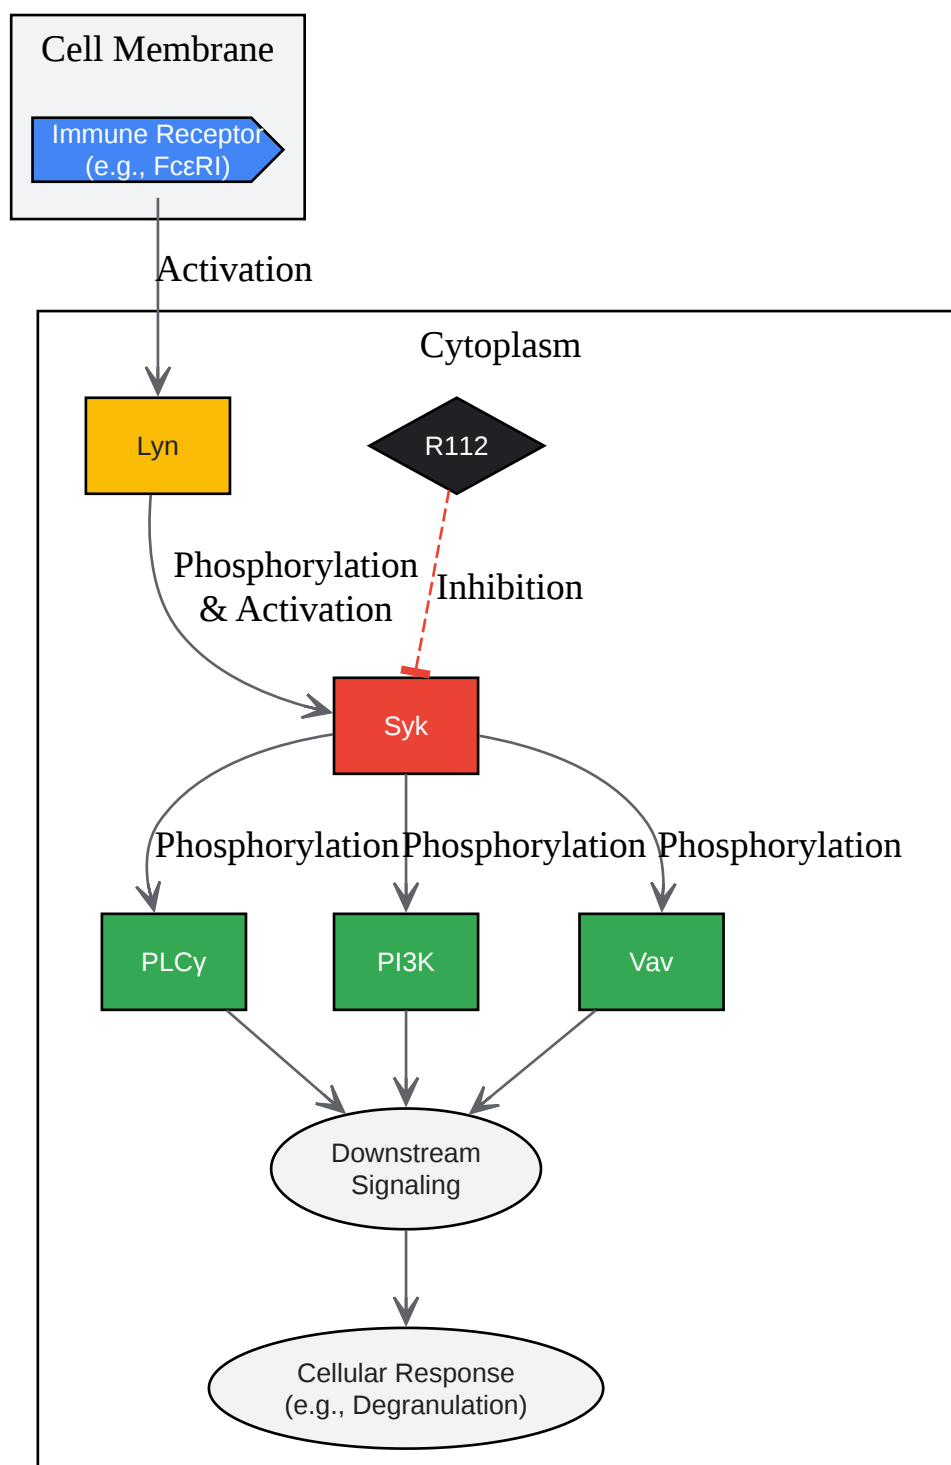 Cell Membrane
Immune Receptor
(e.g., FcεRI)
Activation
Cytoplasm
Lyn
R112
Phosphorylation
& Activation
Inhibition
Syk
Phosphorylation
Phosphorylation
Phosphorylation
PLCγ
PI3K
Vav
Downstream
Signaling
Cellular Response
(e.g., Degranulation)